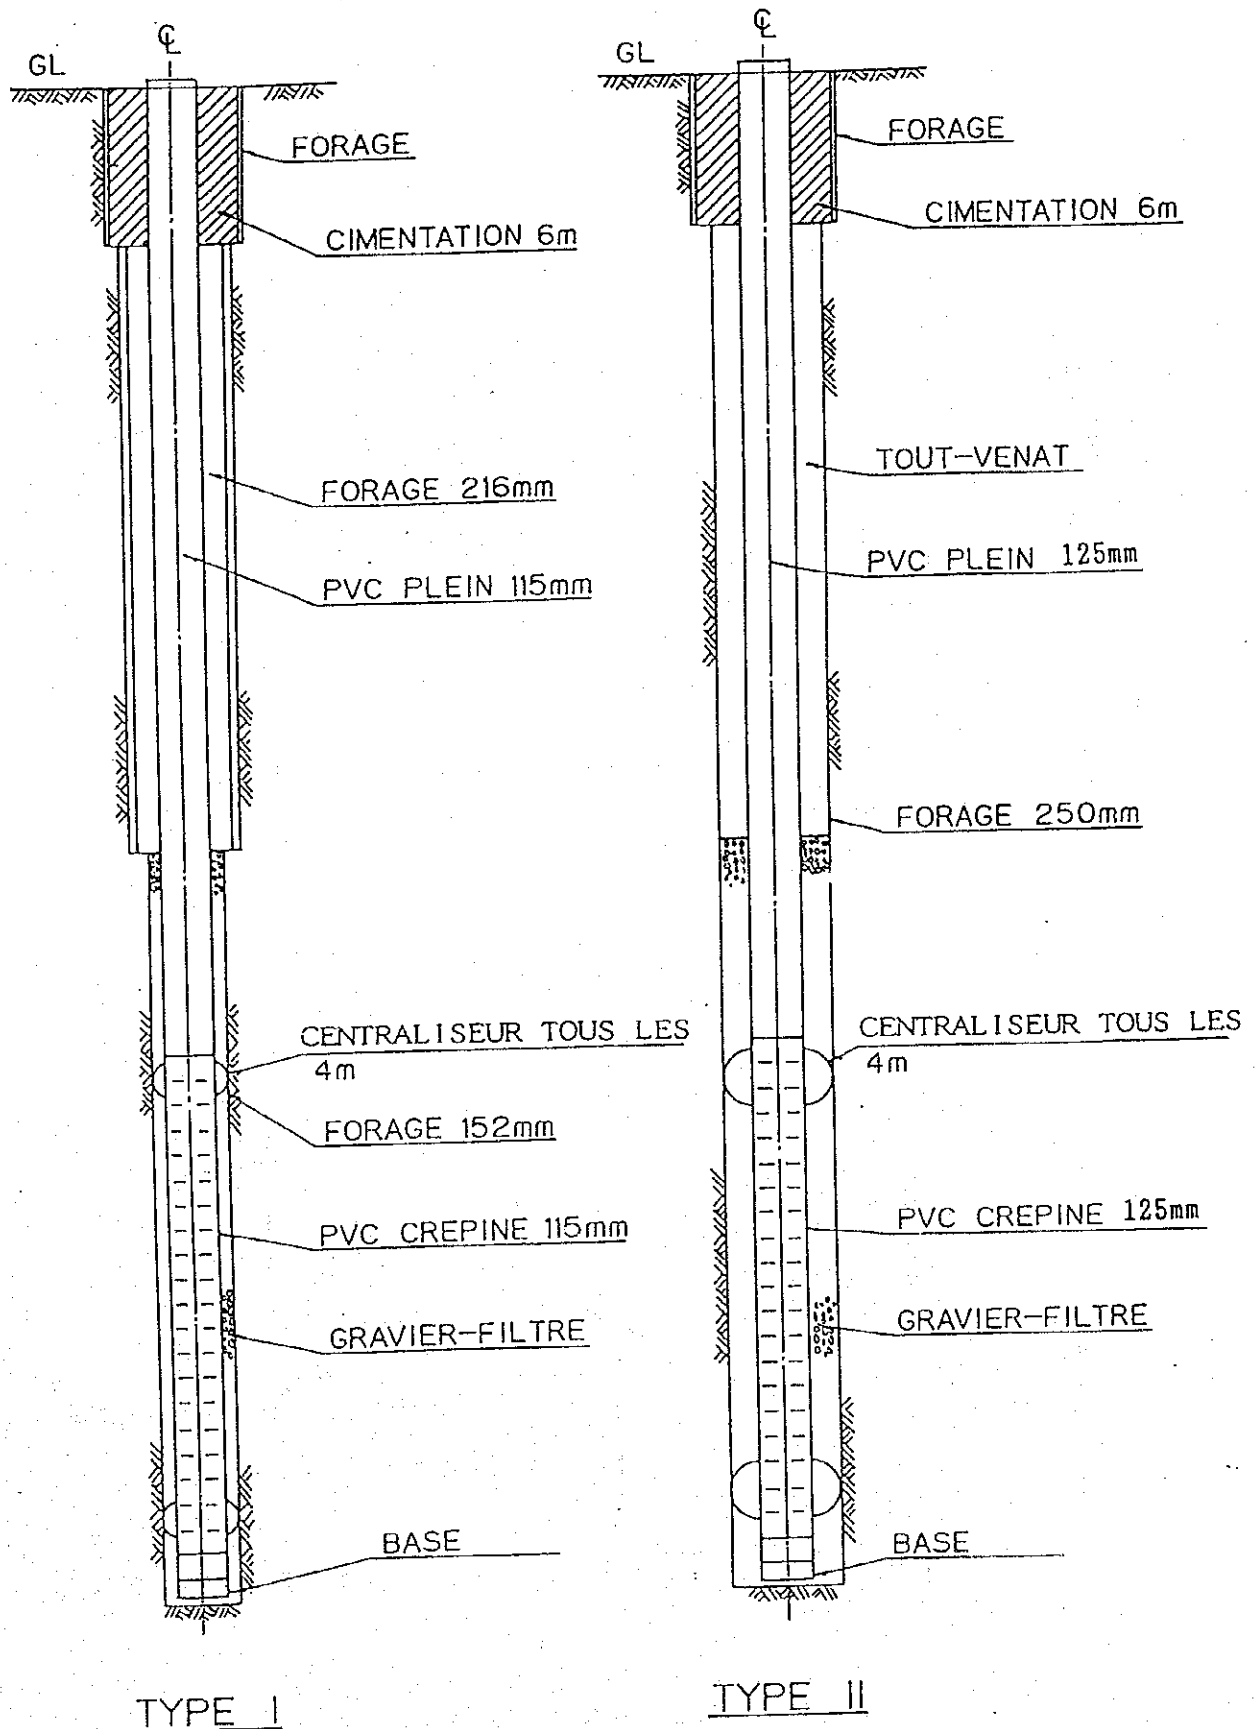 GL
℄
FORAGE
CIMENTATION 6m
FORAGE 216mm
PVC PLEIN 115mm
CENTRALISEUR TOUS LES
4m
FORAGE 152mm
PVC CREPINE 115mm
GRAVIER-FILTRE
BASE
TYPE I
GL
℄
FORAGE
CIMENTATION 6m
TOUT-VENAT
PVC PLEIN 125mm
FORAGE 250mm
CENTRALISEUR TOUS LES
4m
PVC CREPINE 125mm
GRAVIER-FILTRE
BASE
TYPE II